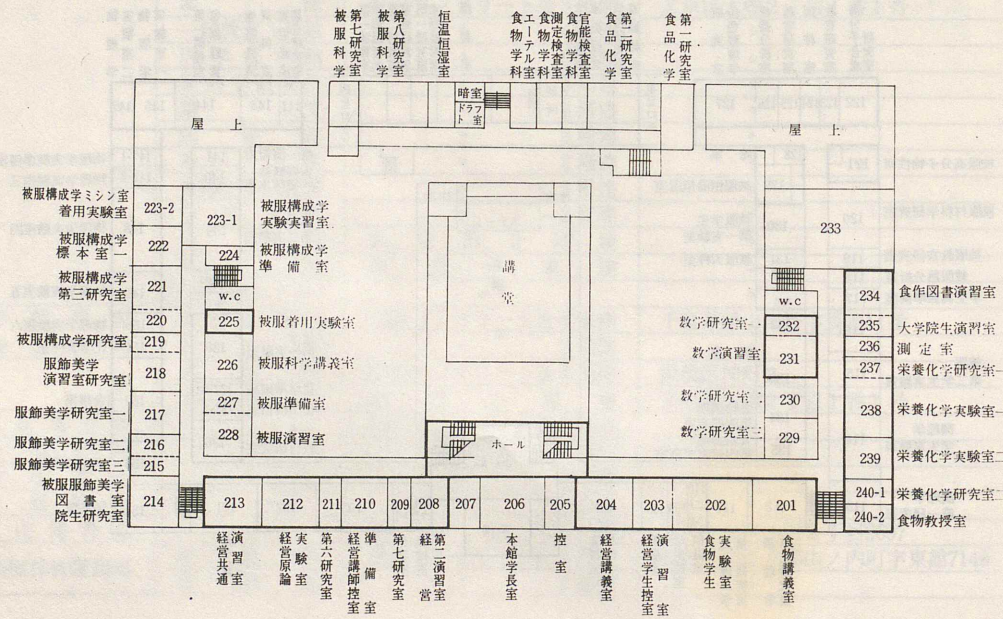 被服科学
第七研究室
被服科学
第八研究室
恒温恒湿室
食物学科
エーテル室
食物学科
測定検査室
食物学科
官能検査室
食品化学
第二研究室
食品化学
第一研究室
暗室
ドラフト室
屋上
屋上
講堂
ホール
被服構成学ミシン室
着用実験室
223-2
223-1
被服構成学
実験実習室
被服構成学
標本室一
222
224
被服構成学
準備室
被服構成学
第三研究室
221
w.c
220
225
被服着用実験室
被服構成学研究室
219
服飾美学
演習室研究室
218
226
被服科学講義室
227
被服準備室
服飾美学研究室一
217
228
被服演習室
服飾美学研究室二
216
服飾美学研究室三
215
被服服飾美学
図書室
院生研究室
214
233
w.c
234
食作図書演習室
数学研究室一
232
235
大学院生演習室
数学演習室
231
236
測定室
237
栄養化学研究室一
数学研究室二
230
238
栄養化学実験室一
数学研究室三
229
239
栄養化学実験室二
240-1
栄養化学研究室二
240-2
食物教授室
213
212
211
210
209
208
207
206
205
204
203
202
201
経営共通
演習室
経営原論
実験室
第六研究室
経営講師控室
準備室
第七研究室
経営
第二演習室
本館学長室
控室
経営講義室
経営学生控室
演習室
食物学生
実験室
食物講義室